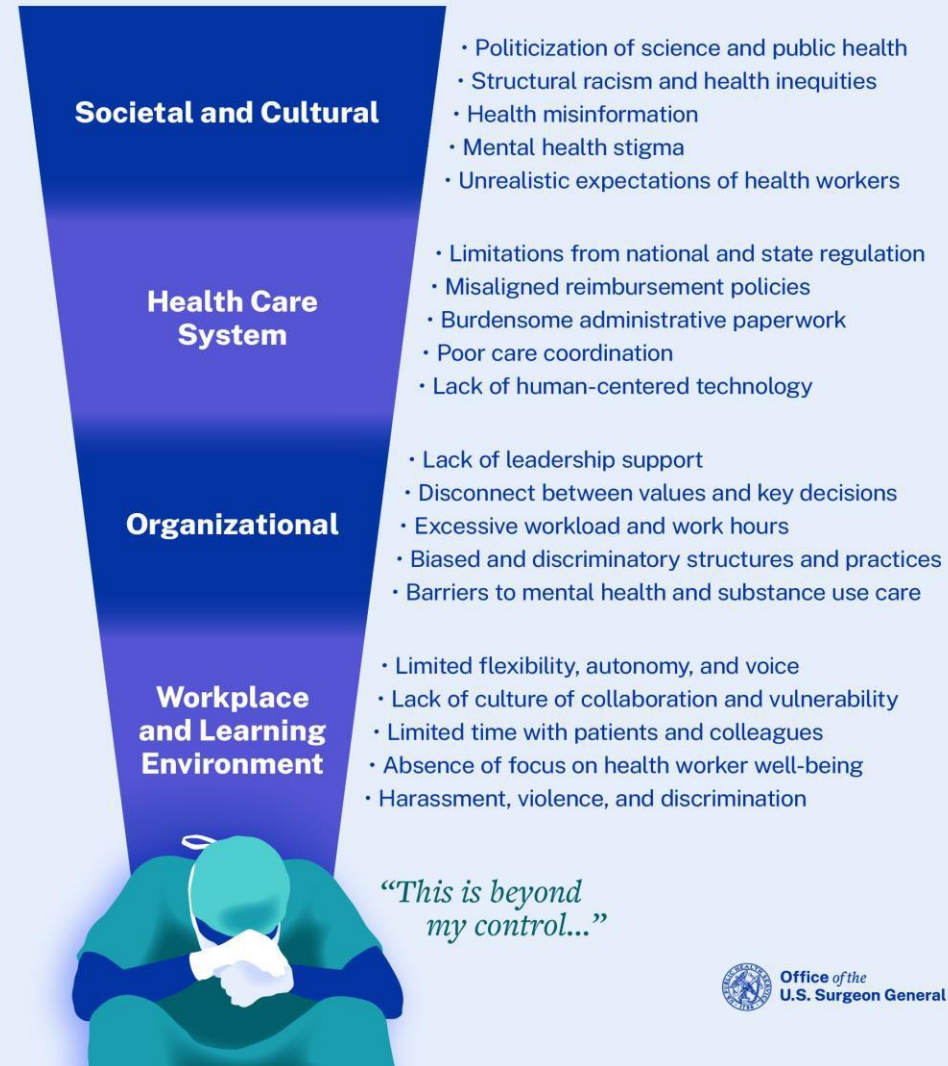 Societal and Cultural
· Politicization of science and public health
· Structural racism and health inequities
· Health misinformation
· Mental health stigma
· Unrealistic expectations of health workers
Health Care
System
· Limitations from national and state regulation
· Misaligned reimbursement policies
· Burdensome administrative paperwork
· Poor care coordination
· Lack of human-centered technology
Organizational
· Lack of leadership support
· Disconnect between values and key decisions
· Excessive workload and work hours
· Biased and discriminatory structures and practices
· Barriers to mental health and substance use care
Workplace
and Learning
Environment
· Limited flexibility, autonomy, and voice
· Lack of culture of collaboration and vulnerability
· Limited time with patients and colleagues
· Absence of focus on health worker well-being
· Harassment, violence, and discrimination
“This is beyond
my control...”
Office of the
U.S. Surgeon General